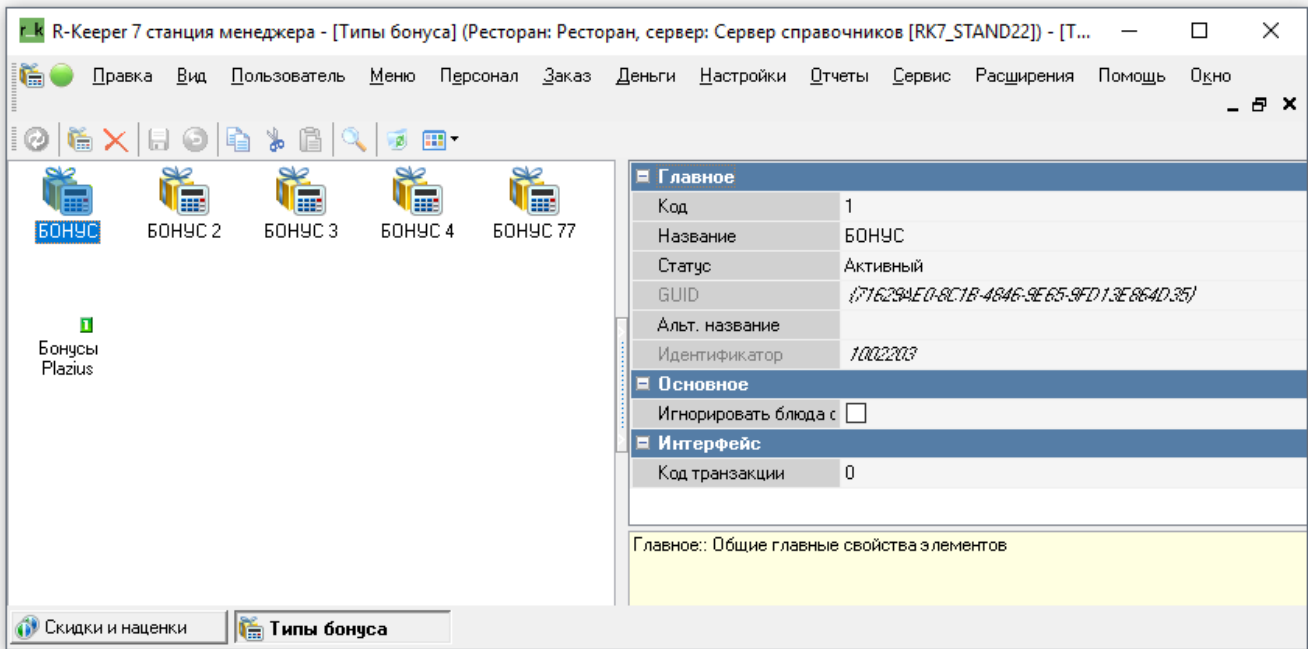 r_k R-Keeper 7 станция менеджера - [Типы бонуса] (Ресторан: Ресторан, сервер: Сервер справочников [RK7_STAND22]) - [Т...
Правка Вид Пользователь Меню Персонал Заказ Деньги Настройки Отчеты Сервис Расширения Помощь Окно
БОНУС БОНУС 2 БОНУС 3 БОНУС 4 БОНУС 77
1
Бонусы
Plazius
Главное
Код 1
Название БОНУС
Статус Активный
GUID {71629AE0-8C1B-4846-9E65-9FD13E864D35}
Альт. название
Идентификатор 1002203
Основное
Игнорировать блюда с
Интерфейс
Код транзакции 0
Главное:: Общие главные свойства элементов
Скидки и наценки Типы бонуса